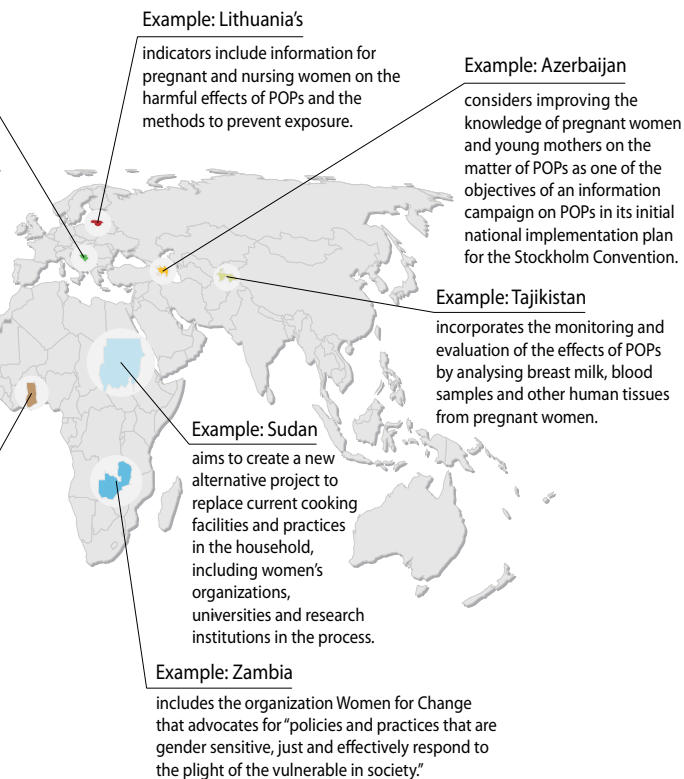 Example: Lithuania's
indicators include information for
pregnant and nursing women on the
harmful effects of POPs and the
methods to prevent exposure.
Example: Azerbaijan
considers improving the
knowledge of pregnant women
and young mothers on the
matter of POPs as one of the
objectives of an information
campaign on POPs in its initial
national implementation plan
for the Stockholm Convention.
Example: Tajikistan
incorporates the monitoring and
evaluation of the effects of POPs
by analysing breast milk, blood
samples and other human tissues
from pregnant women.
Example: Sudan
aims to create a new
alternative project to
replace current cooking
facilities and practices
in the household,
including women's
organizations,
universities and research
institutions in the process.
Example: Zambia
includes the organization Women for Change
that advocates for "policies and practices that are
gender sensitive, just and effectively respond to
the plight of the vulnerable in society."